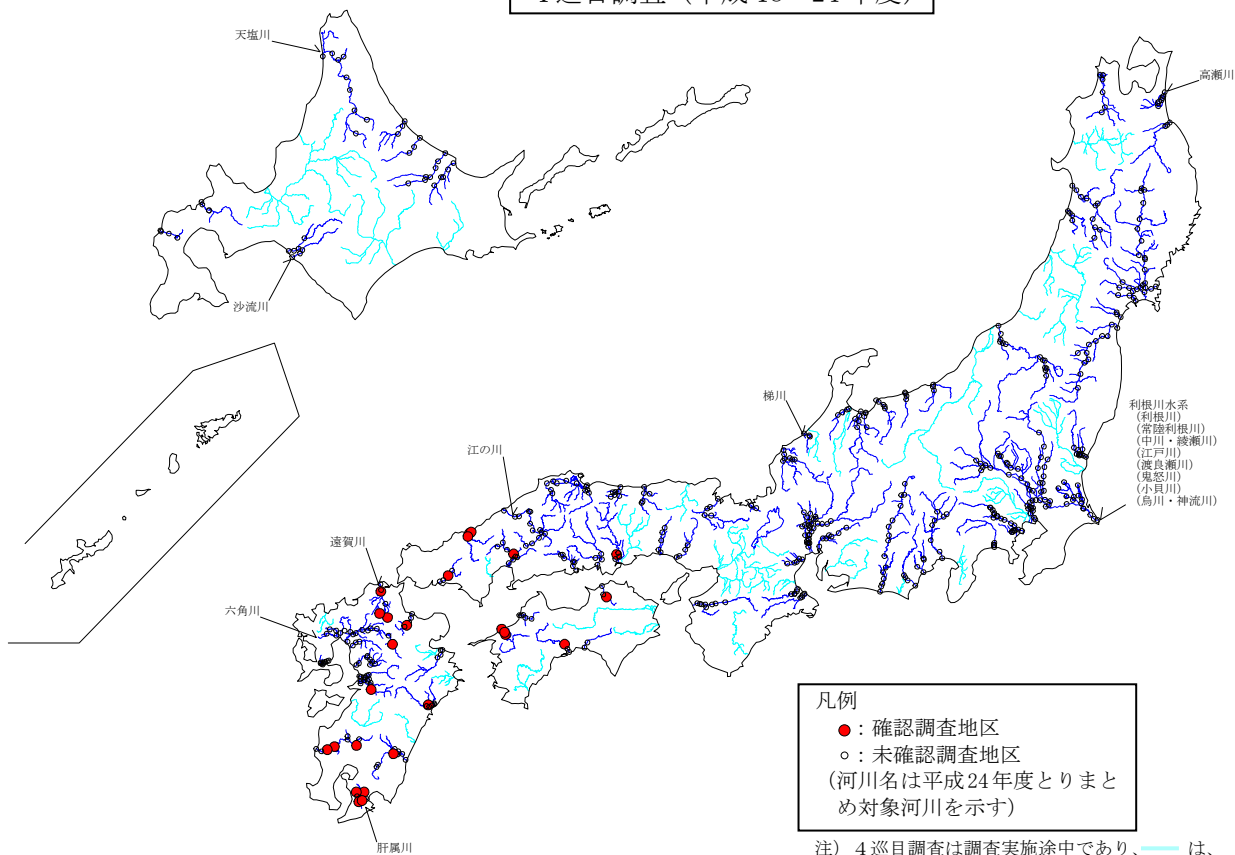 4巡目調査（平成18～24年度）
天塩川
高瀬川
沙流川
梯川
利根川水系
(利根川)
(常陸利根川)
(中川・綾瀬川)
(江戸川)
(渡良瀬川)
(鬼怒川)
(小貝川)
(烏川・神流川)
江の川
遠賀川
六角川
肝属川
凡例
：確認調査地区
：未確認調査地区
(河川名は平成24年度とりまと
め対象河川を示す)
注）４巡目調査は調査実施途中であり、 は、